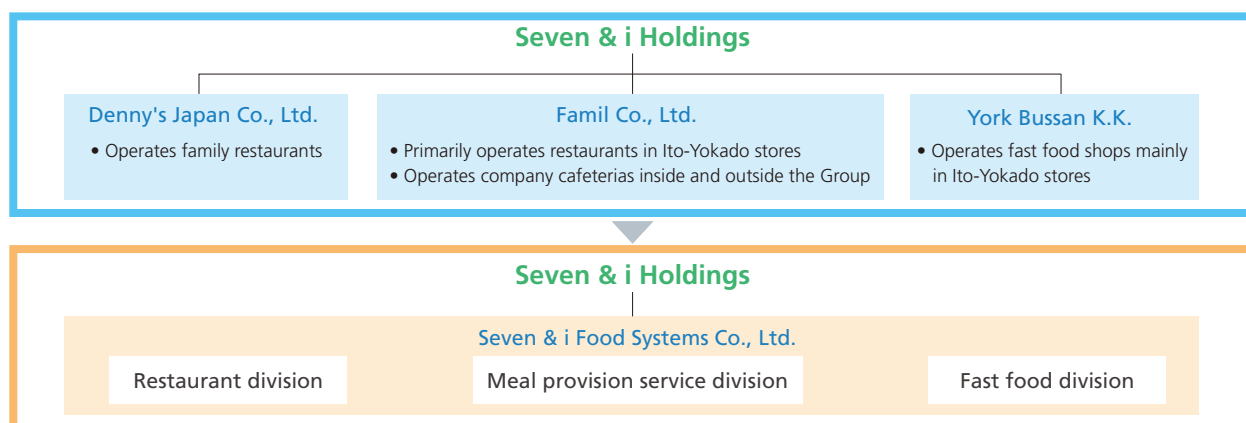 Seven & i Holdings
Denny's Japan Co., Ltd.
• Operates family restaurants
Famil Co., Ltd.
• Primarily operates restaurants in Ito-Yokado stores
• Operates company cafeterias inside and outside the Group
York Bussan K.K.
• Operates fast food shops mainly
in Ito-Yokado stores
Seven & i Holdings
Seven & i Food Systems Co., Ltd.
Restaurant division
Meal provision service division
Fast food division